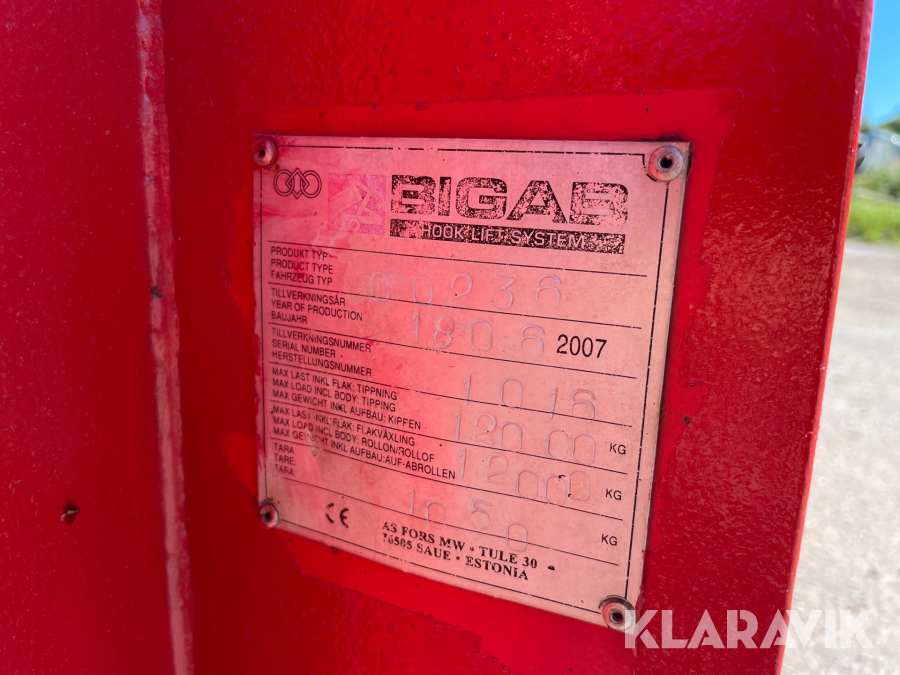 BIGAB
HOOK LIFT SYSTEM
PRODUKT TYP
PRODUCT TYPE
FAHRZEUG TYP
TILLVERKNINGSÅR
YEAR OF PRODUCTION
BAUJAHR
1806 2007
TILLVERKNINGSNUMMER
SERIAL NUMBER
HERSTELLUNGSNUMMER
1016
MAX LAST INKL FLAK: TIPPNING
MAX LOAD INCL BODY: TIPPING
MAX GEWICHT INKL AUFBAU: KIPFEN
12000 KG
MAX LAST INKL FLAK: FLAKVÄXLING
MAX LOAD INCL BODY: ROLLON/ROLLOF
MAX GEWICHT INKL AUFBAU:AUF-ABROLLEN
12000 KG
TARA:
TARE:
TARA:
1650 KG
CE
AS FORS MW • TULE 30
76505 SAUE • ESTONIA
KLARAVIK